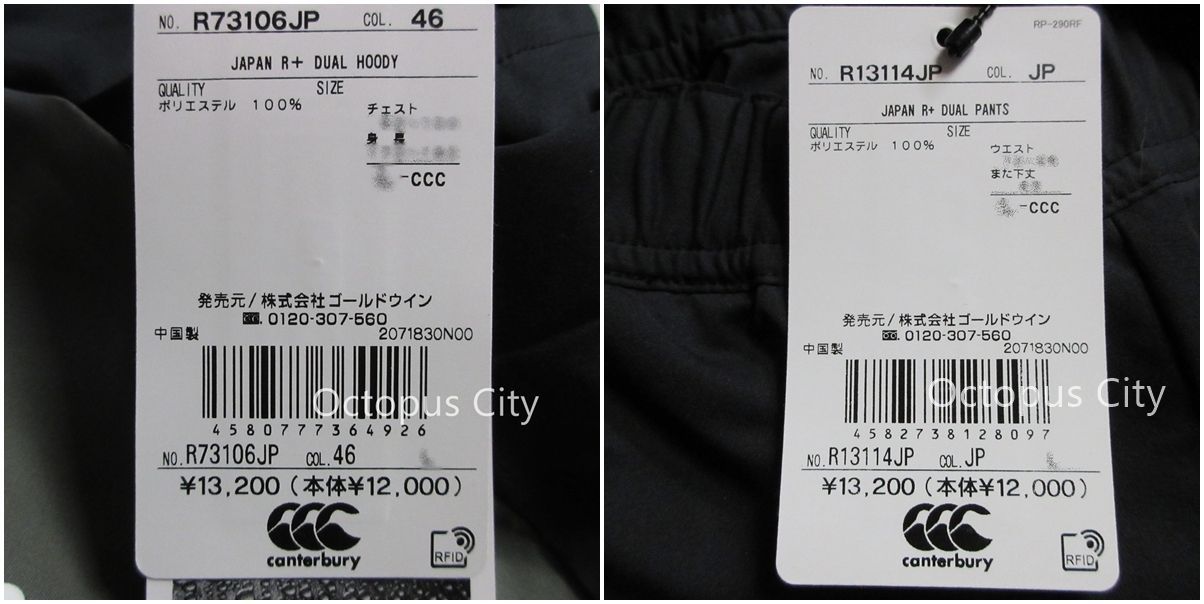 NO. R73106JP COL. 46
JAPAN R+ DUAL HOODY
QUALITY SIZE
ポリエステル 100%
チェスト
身 長
-CCC
発売元/株式会社ゴールドウイン
0120-307-560
中国製 2071830N00
Octopus City
4580777364926
NO. R73106JP COL. 46
¥13,200(本体¥12,000)
canterbury
RFID
RP-290RF
NO. R13114JP COL. JP
JAPAN R+ DUAL PANTS
QUALITY SIZE
ポリエステル 100%
ウエスト
また下丈
-CCC
発売元/株式会社ゴールドウイン
0120-307-560
中国製 2071830N00
Octopus City
4582738128097
NO. R13114JP COL. JP
¥13,200(本体¥12,000)
canterbury
RFID